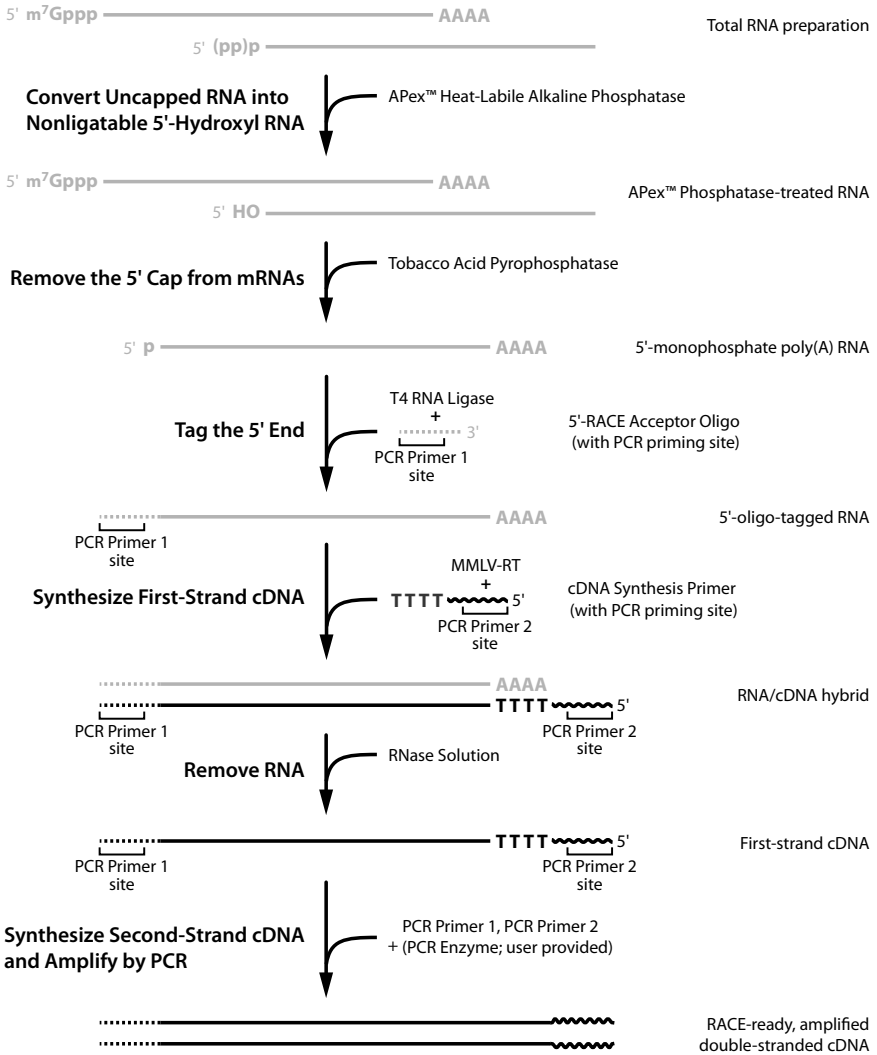 5' m⁷Gppp AAAA
Total RNA preparation
5' (pp)p
Convert Uncapped RNA into
Nonligatable 5'-Hydroxyl RNA
APex™ Heat-Labile Alkaline Phosphatase
5' m⁷Gppp AAAA
APex™ Phosphatase-treated RNA
5' HO
Remove the 5' Cap from mRNAs
Tobacco Acid Pyrophosphatase
5' p AAAA
5'-monophosphate poly(A) RNA
Tag the 5' End
T4 RNA Ligase
+
3'
PCR Primer 1
site
5'-RACE Acceptor Oligo
(with PCR priming site)
AAAA
5'-oligo-tagged RNA
PCR Primer 1
site
Synthesize First-Strand cDNA
MMLV-RT
+
TTTT 5'
PCR Primer 2
site
cDNA Synthesis Primer
(with PCR priming site)
AAAA
TTTT 5'
RNA/cDNA hybrid
PCR Primer 1
site
PCR Primer 2
site
Remove RNA
RNase Solution
TTTT 5'
First-strand cDNA
PCR Primer 1
site
PCR Primer 2
site
Synthesize Second-Strand cDNA
and Amplify by PCR
PCR Primer 1, PCR Primer 2
+ (PCR Enzyme; user provided)
RACE-ready, amplified
double-stranded cDNA